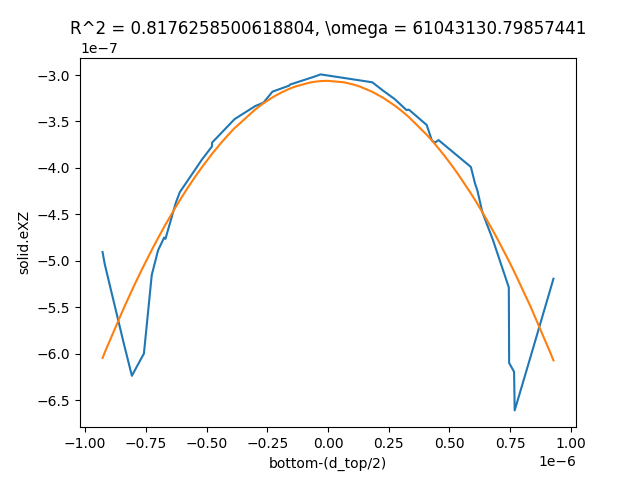 R^2 = 0.8176258500618804, \omega = 61043130.79857441
1e−7
−3.0
−3.5
−4.0
−4.5
−5.0
−5.5
−6.0
−6.5
solid.eXZ
−1.00 −0.75 −0.50 −0.25 0.00 0.25 0.50 0.75 1.00
bottom-(d_top/2)
1e−6